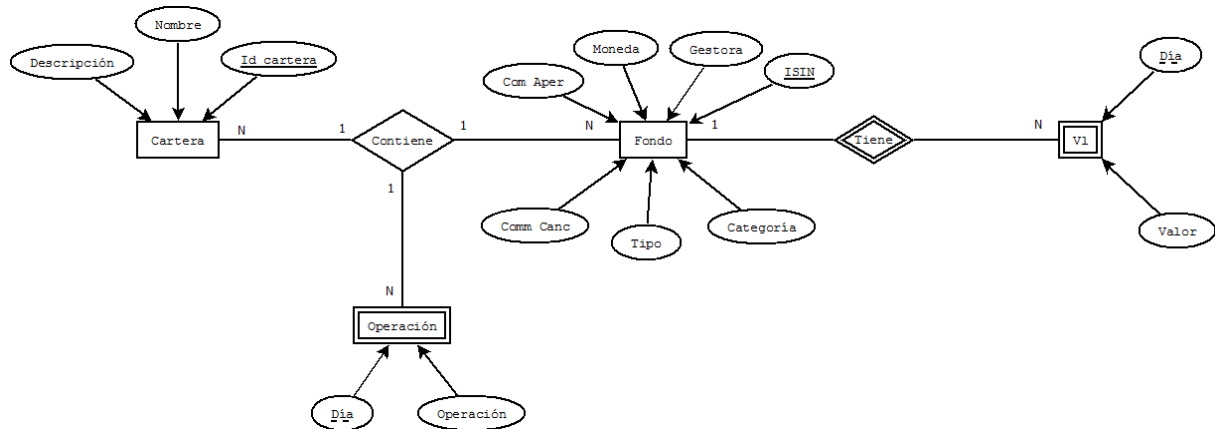 Nombre
Descripción
Id cartera
Moneda
Gestora
Com Aper
ISIN
Día
Cartera
N
1
Contiene
1
N
Fondo
1
Tiene
N
Vl
1
Comm Canc
Tipo
Categoría
Valor
N
Operación
Día
Operación